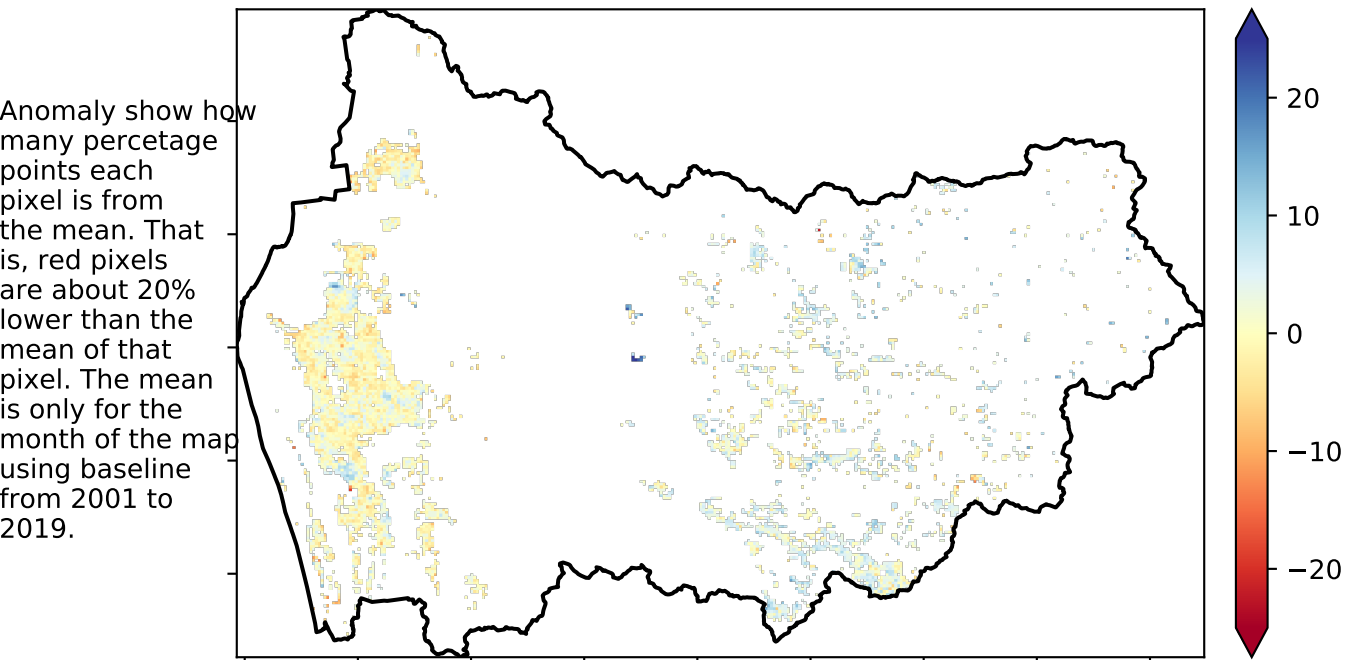 Anomaly show how
many percetage
points each
pixel is from
the mean. That
is, red pixels
are about 20%
lower than the
mean of that
pixel. The mean
is only for the
month of the map
using baseline
from 2001 to
2019.
20
10
0
−10
−20